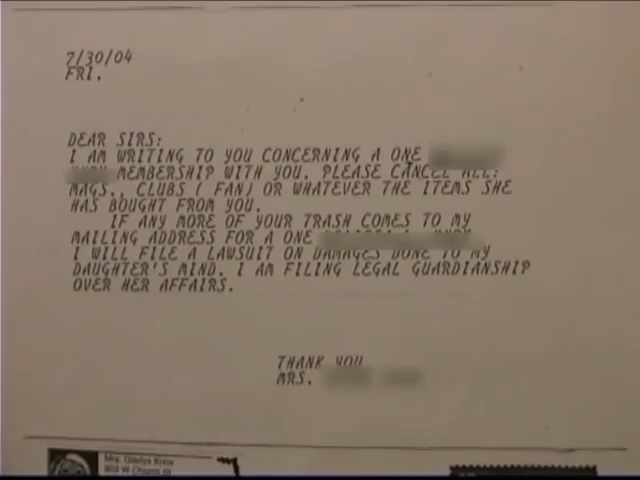 7/30/04
FRI.
DEAR SIRS:
I AM WRITING TO YOU CONCERNING A ONE
MEMBERSHIP WITH YOU. PLEASE CANCEL ALL:
MAGS., CLUBS ( FAN) OR WHATEVER THE ITEMS SHE
HAS BOUGHT FROM YOU.
IF ANY MORE OF YOUR TRASH COMES TO MY
MAILING ADDRESS FOR A ONE
I WILL FILE A LAWSUIT ON DAMAGES DONE TO MY
DAUGHTER'S MIND. I AM FILING LEGAL GUARDIANSHIP
OVER HER AFFAIRS.
THANK YOU
MRS.
Mrs. Gladys